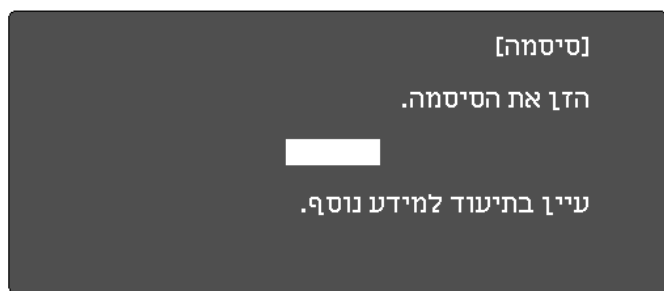 [סיסמה]
הזן את הסיסמה.
עיין בתיעוד למידע נוסף.